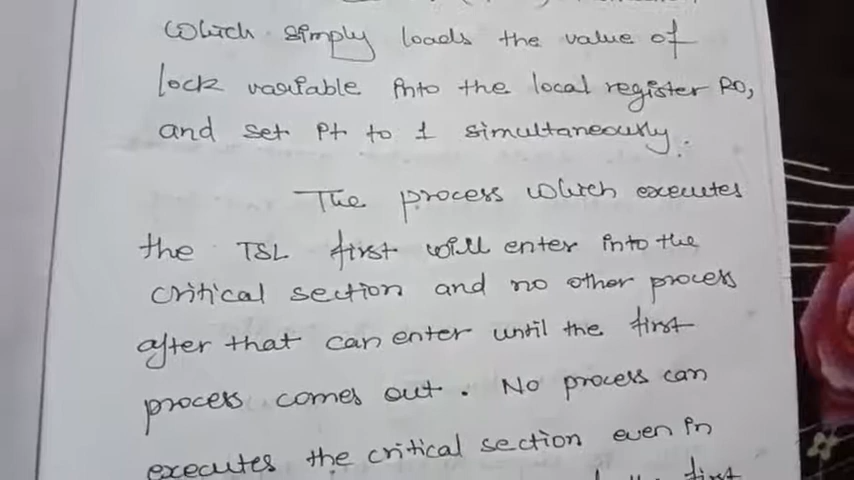 which simply loads the value of
lock variable into the local register R0,
and set it to 1 simultaneously.
The process which executes
the TSL first will enter into the
critical section and no other process
after that can enter until the first
process comes out. No process can
executes the critical section even in
first